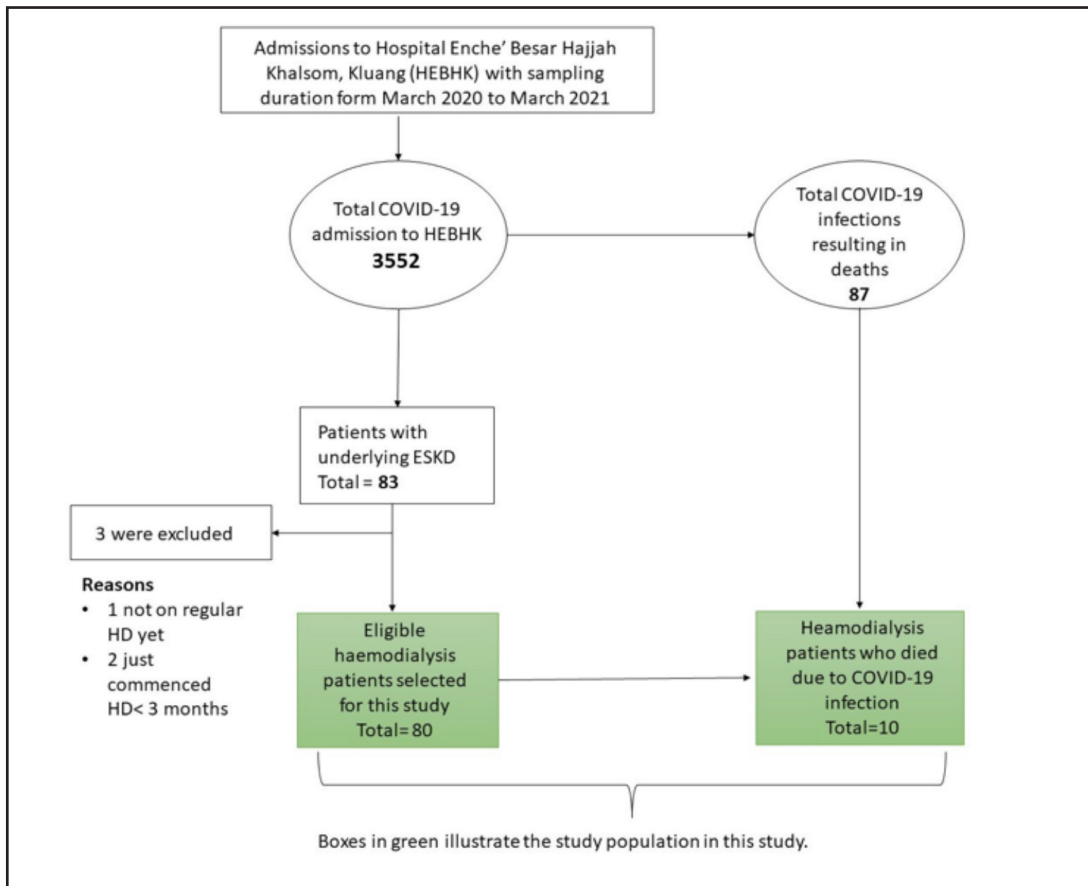 Admissions to Hospital Enche' Besar Hajjah
Khalsom, Kluang (HEBHK) with sampling
duration form March 2020 to March 2021
Total COVID-19
admission to HEBHK
3552
Total COVID-19
infections
resulting in
deaths
87
Patients with
underlying ESKD
Total = 83
3 were excluded
Reasons
• 1 not on regular
HD yet
• 2 just
commenced
HD< 3 months
Eligible
haemodialysis
patients selected
for this study
Total= 80
Heamodialysis
patients who died
due to COVID-19
infection
Total=10
Boxes in green illustrate the study population in this study.